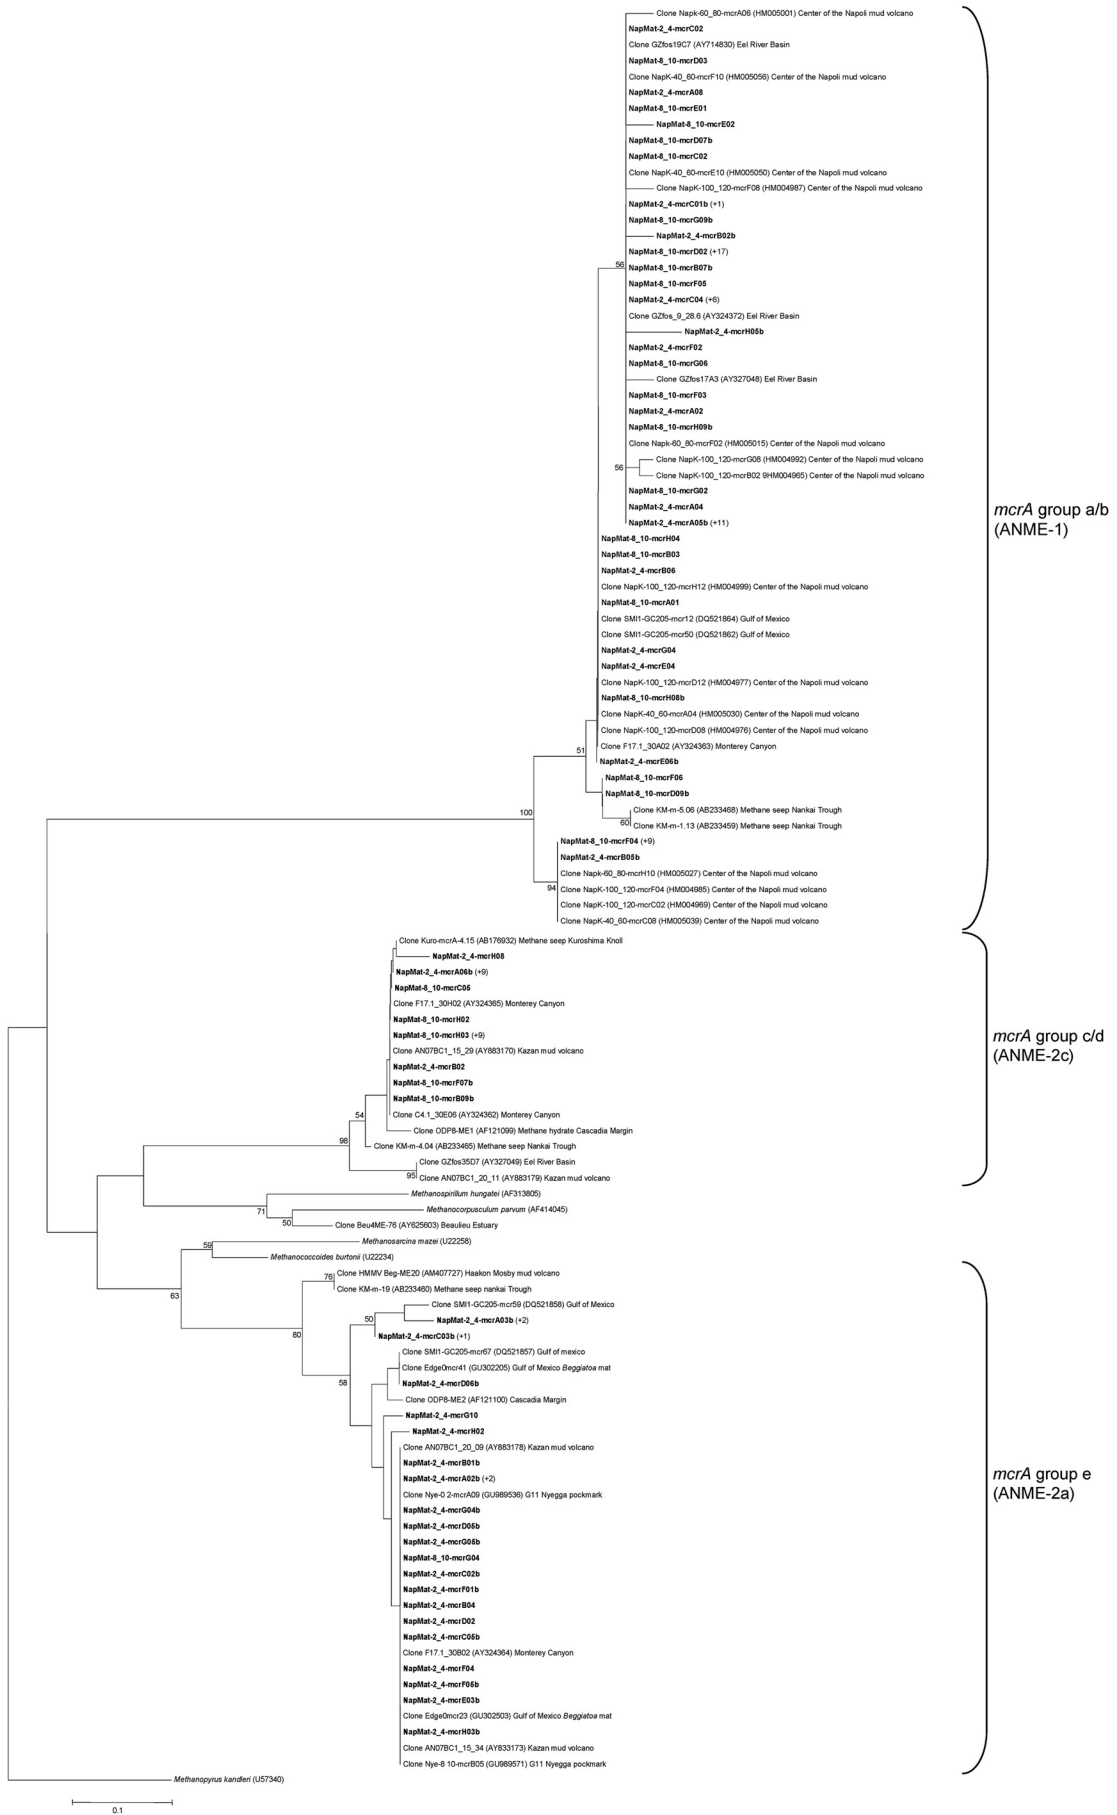 Clone Napk-60_80-mcrA06 (HM005001) Center of the Napoli mud volcano
NapMat-2_4-mcrC02
Clone GZfos19C7 (AY714830) Eel River Basin
NapMat-8_10-mcrD03
Clone NapK-40_60-mcrF10 (HM005056) Center of the Napoli mud volcano
NapMat-2_4-mcrA08
NapMat-8_10-mcrE01
NapMat-8_10-mcrE02
NapMat-8_10-mcrD07b
NapMat-8_10-mcrC02
Clone NapK-40_60-mcrE10 (HM005050) Center of the Napoli mud volcano
Clone NapK-100_120-mcrF08 (HM004987) Center of the Napoli mud volcano
NapMat-2_4-mcrC01b (+1)
NapMat-8_10-mcrG09b
NapMat-2_4-mcrB02b
NapMat-8_10-mcrD02 (+17)
56
NapMat-8_10-mcrB07b
NapMat-8_10-mcrF05
NapMat-2_4-mcrC04 (+6)
Clone GZfos_9_28.6 (AY324372) Eel River Basin
NapMat-2_4-mcrH05b
NapMat-2_4-mcrF02
NapMat-8_10-mcrG06
Clone GZfos17A3 (AY327048) Eel River Basin
NapMat-8_10-mcrF03
NapMat-2_4-mcrA02
NapMat-8_10-mcrH09b
Clone Napk-60_80-mcrF02 (HM005015) Center of the Napoli mud volcano
Clone NapK-100_120-mcrG08 (HM004992) Center of the Napoli mud volcano
56
Clone NapK-100_120-mcrB02 9HM004965) Center of the Napoli mud volcano
NapMat-8_10-mcrG02
NapMat-2_4-mcrA04
NapMat-2_4-mcrA05b (+11)
mcrA group a/b
(ANME-1)
NapMat-8_10-mcrH04
NapMat-8_10-mcrB03
NapMat-2_4-mcrB06
Clone NapK-100_120-mcrH12 (HM004999) Center of the Napoli mud volcano
NapMat-8_10-mcrA01
Clone SMI1-GC205-mcr12 (DQ521864) Gulf of Mexico
Clone SMI1-GC205-mcr50 (DQ521862) Gulf of Mexico
NapMat-2_4-mcrG04
NapMat-2_4-mcrE04
Clone NapK-100_120-mcrD12 (HM004977) Center of the Napoli mud volcano
NapMat-8_10-mcrH08b
Clone NapK-40_60-mcrA04 (HM005030) Center of the Napoli mud volcano
Clone NapK-100_120-mcrD08 (HM004976) Center of the Napoli mud volcano
Clone F17.1_30A02 (AY324363) Monterey Canyon
51
NapMat-2_4-mcrE06b
NapMat-8_10-mcrF06
NapMat-8_10-mcrD09b
Clone KM-m-5.06 (AB233468) Methane seep Nankai Trough
100
60
Clone KM-m-1.13 (AB233459) Methane seep Nankai Trough
NapMat-8_10-mcrF04 (+9)
NapMat-2_4-mcrB05b
Clone Napk-60_80-mcrH10 (HM005027) Center of the Napoli mud volcano
94
Clone NapK-100_120-mcrF04 (HM004985) Center of the Napoli mud volcano
Clone NapK-100_120-mcrC02 (HM004969) Center of the Napoli mud volcano
Clone NapK-40_60-mcrC08 (HM005039) Center of the Napoli mud volcano
Clone Kuro-mcrA-4.15 (AB176932) Methane seep Kuroshima Knoll
NapMat-2_4-mcrH08
NapMat-2_4-mcrA06b (+9)
NapMat-8_10-mcrC05
Clone F17.1_30H02 (AY324365) Monterey Canyon
NapMat-8_10-mcrH02
NapMat-8_10-mcrH03 (+9)
mcrA group c/d
(ANME-2c)
Clone AN07BC1_15_29 (AY883170) Kazan mud volcano
NapMat-2_4-mcrB02
NapMat-8_10-mcrF07b
NapMat-8_10-mcrB09b
54
Clone C4.1_30E06 (AY324362) Monterey Canyon
Clone ODP8-ME1 (AF121099) Methane hydrate Cascadia Margin
98
Clone KM-m-4.04 (AB233465) Methane seep Nankai Trough
Clone GZfos35D7 (AY327049) Eel River Basin
95
Clone AN07BC1_20_11 (AY883179) Kazan mud volcano
Methanospirillum hungatei (AF313805)
71
Methanocorpusculum parvum (AF414045)
50
Clone Beu4ME-76 (AY625603) Beaulieu Estuary
Methanosarcina mazei (U22258)
59
Methanococcoides burtonii (U22234)
Clone HMMV Beg-ME20 (AM407727) Haakon Mosby mud volcano
76
63
Clone KM-m-19 (AB233460) Methane seep nankai Trough
Clone SMI1-GC205-mcr59 (DQ521858) Gulf of Mexico
50
NapMat-2_4-mcrA03b (+2)
80
NapMat-2_4-mcrC03b (+1)
Clone SMI1-GC205-mcr67 (DQ521857) Gulf of mexico
Clone Edge0mcr41 (GU302205) Gulf of Mexico Beggiatoa mat
58
NapMat-2_4-mcrD06b
Clone ODP8-ME2 (AF121100) Cascadia Margin
NapMat-2_4-mcrG10
NapMat-2_4-mcrH02
Clone AN07BC1_20_09 (AY883178) Kazan mud volcano
NapMat-2_4-mcrB01b
NapMat-2_4-mcrA02b (+2)
mcrA group e
(ANME-2a)
Clone Nye-0 2-mcrA09 (GU989536) G11 Nyegga pockmark
NapMat-2_4-mcrG04b
NapMat-2_4-mcrD05b
NapMat-2_4-mcrG05b
NapMat-8_10-mcrG04
NapMat-2_4-mcrC02b
NapMat-2_4-mcrF01b
NapMat-2_4-mcrB04
NapMat-2_4-mcrD02
NapMat-2_4-mcrC05b
Clone F17.1_30B02 (AY324364) Monterey Canyon
NapMat-2_4-mcrF04
NapMat-2_4-mcrF05b
NapMat-2_4-mcrE03b
Clone Edge0mcr23 (GU302503) Gulf of Mexico Beggiatoa mat
NapMat-2_4-mcrH03b
Clone AN07BC1_15_34 (AY833173) Kazan mud volcano
Clone Nye-8 10-mcrB05 (GU989571) G11 Nyegga pockmark
Methanopyrus kandleri (U57340)
0.1